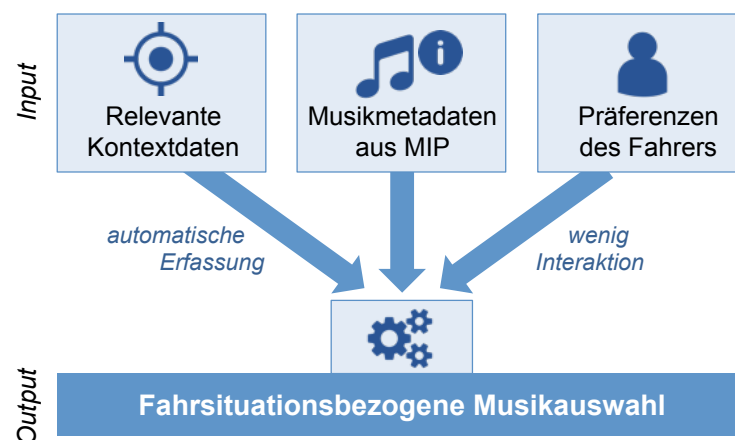 Input
Relevante
Kontextdaten
Musikmetadaten
aus MIP
Präferenzen
des Fahrers
automatische
Erfassung
wenig
Interaktion
Output
Fahrsituationsbezogene Musikauswahl